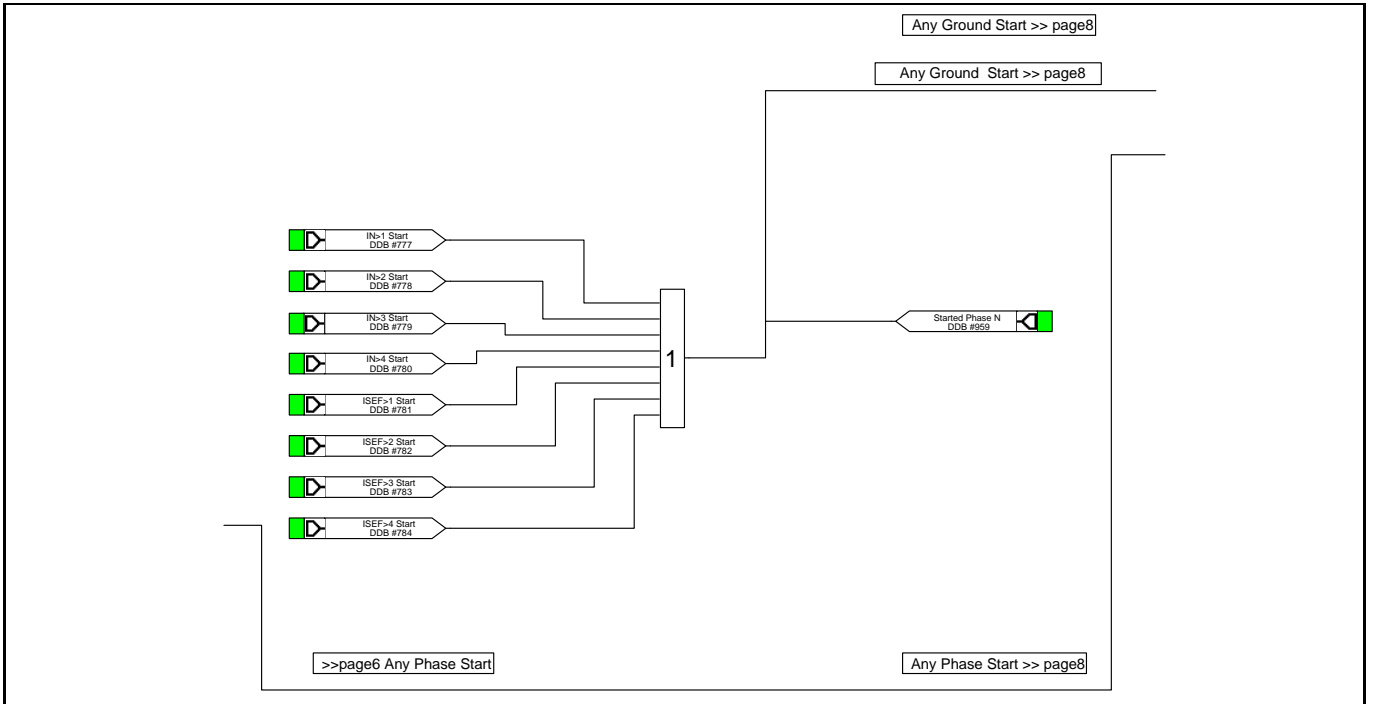 Any Ground Start >> page8
Any Ground  Start >> page8
IN>1 Start
DDB #777
IN>2 Start
DDB #778
IN>3 Start
DDB #779
IN>4 Start
DDB #780
ISEF>1 Start
DDB #781
ISEF>2 Start
DDB #782
ISEF>3 Start
DDB #783
ISEF>4 Start
DDB #784
1
Started Phase N
DDB #959
>>page6 Any Phase Start
Any Phase Start >> page8